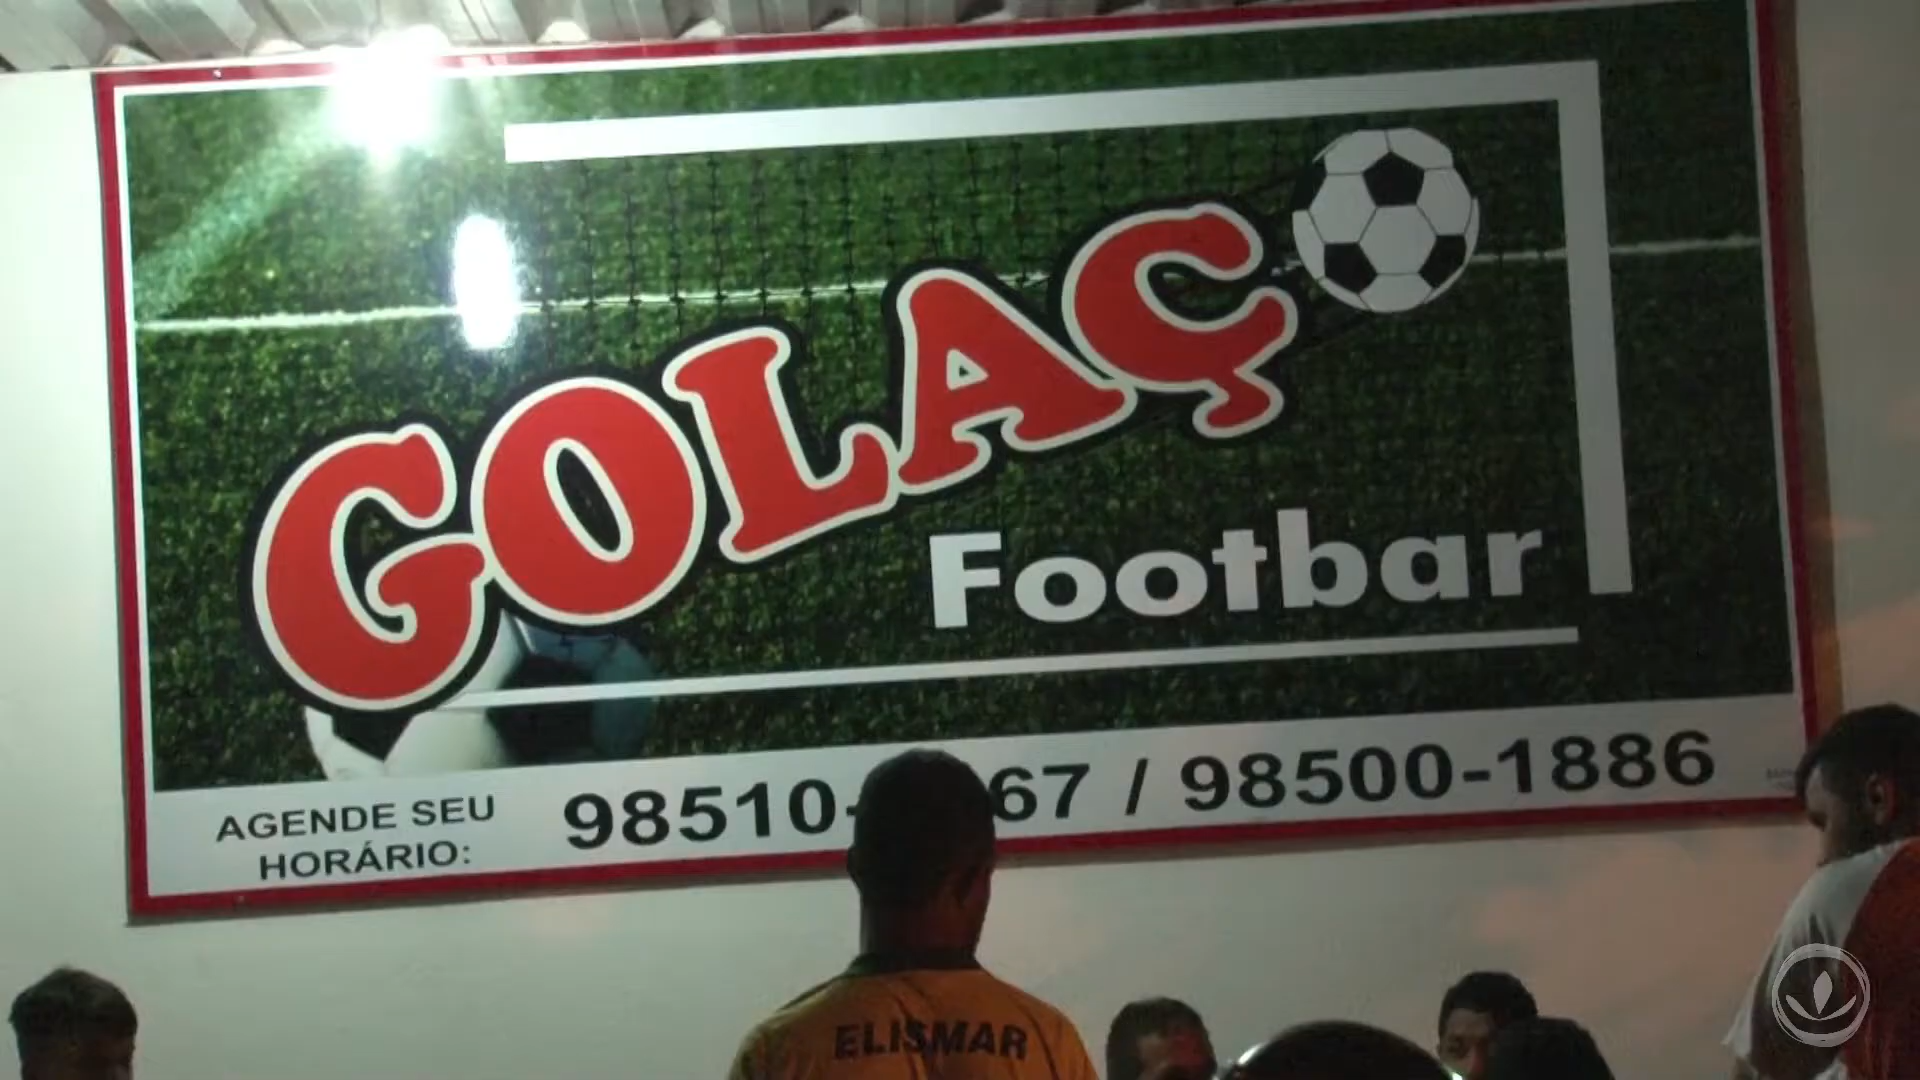 GOLAÇ
Footbar
AGENDE SEU
HORÁRIO:
98500-1886
ELISMAR